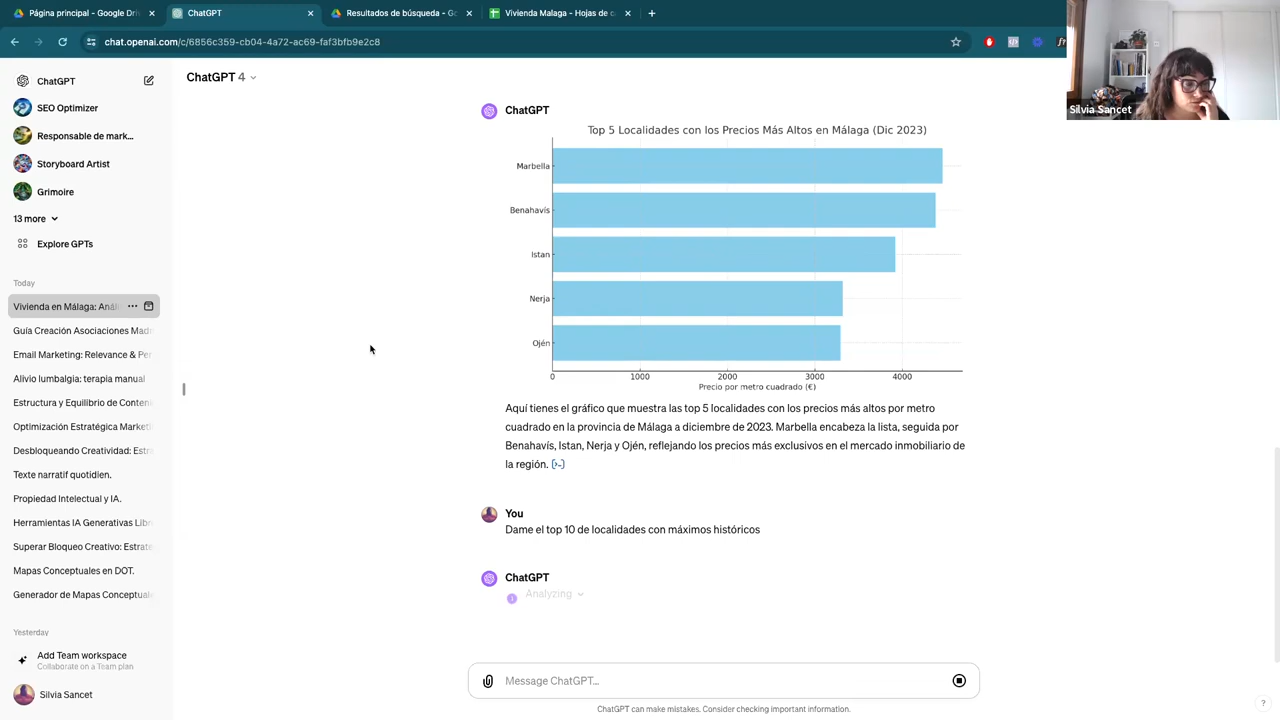 Página principal - Google Dri
ChatGPT
Resultados de búsqueda - Go
Vivienda Malaga - Hojas de c
chat.openai.com/c/6856c359-cb04-4a72-ac69-faf3bfb9e2c8
Silvia Sancet
ChatGPT
SEO Optimizer
Responsable de mark...
Storyboard Artist
Grimoire
13 more
Explore GPTs
Today
Vivienda en Málaga: Anál
Guía Creación Asociaciones Madr
Email Marketing: Relevance & Per
Alivio lumbalgia: terapia manual
Estructura y Equilibrio de Conteni
Optimización Estratégica Marketi
Desbloqueando Creatividad: Estra
Texte narratif quotidien.
Propiedad Intelectual y IA.
Herramientas IA Generativas Libr
Superar Bloqueo Creativo: Estrate
Mapas Conceptuales en DOT.
Generador de Mapas Conceptuale
Yesterday
Add Team workspace
Collaborate on a Team plan
Silvia Sancet
ChatGPT 4
ChatGPT
Top 5 Localidades con los Precios Más Altos en Málaga (Dic 2023)
Marbella
Benahavís
Istan
Nerja
Ojén
0 1000 2000 3000 4000
Precio por metro cuadrado (€)
Aquí tienes el gráfico que muestra las top 5 localidades con los precios más altos por metro
cuadrado en la provincia de Málaga a diciembre de 2023. Marbella encabeza la lista, seguida por
Benahavís, Istan, Nerja y Ojén, reflejando los precios más exclusivos en el mercado inmobiliario de
la región. [>-]
You
Dame el top 10 de localidades con máximos históricos
ChatGPT
Analyzing
Message ChatGPT...
ChatGPT can make mistakes. Consider checking important information.
?